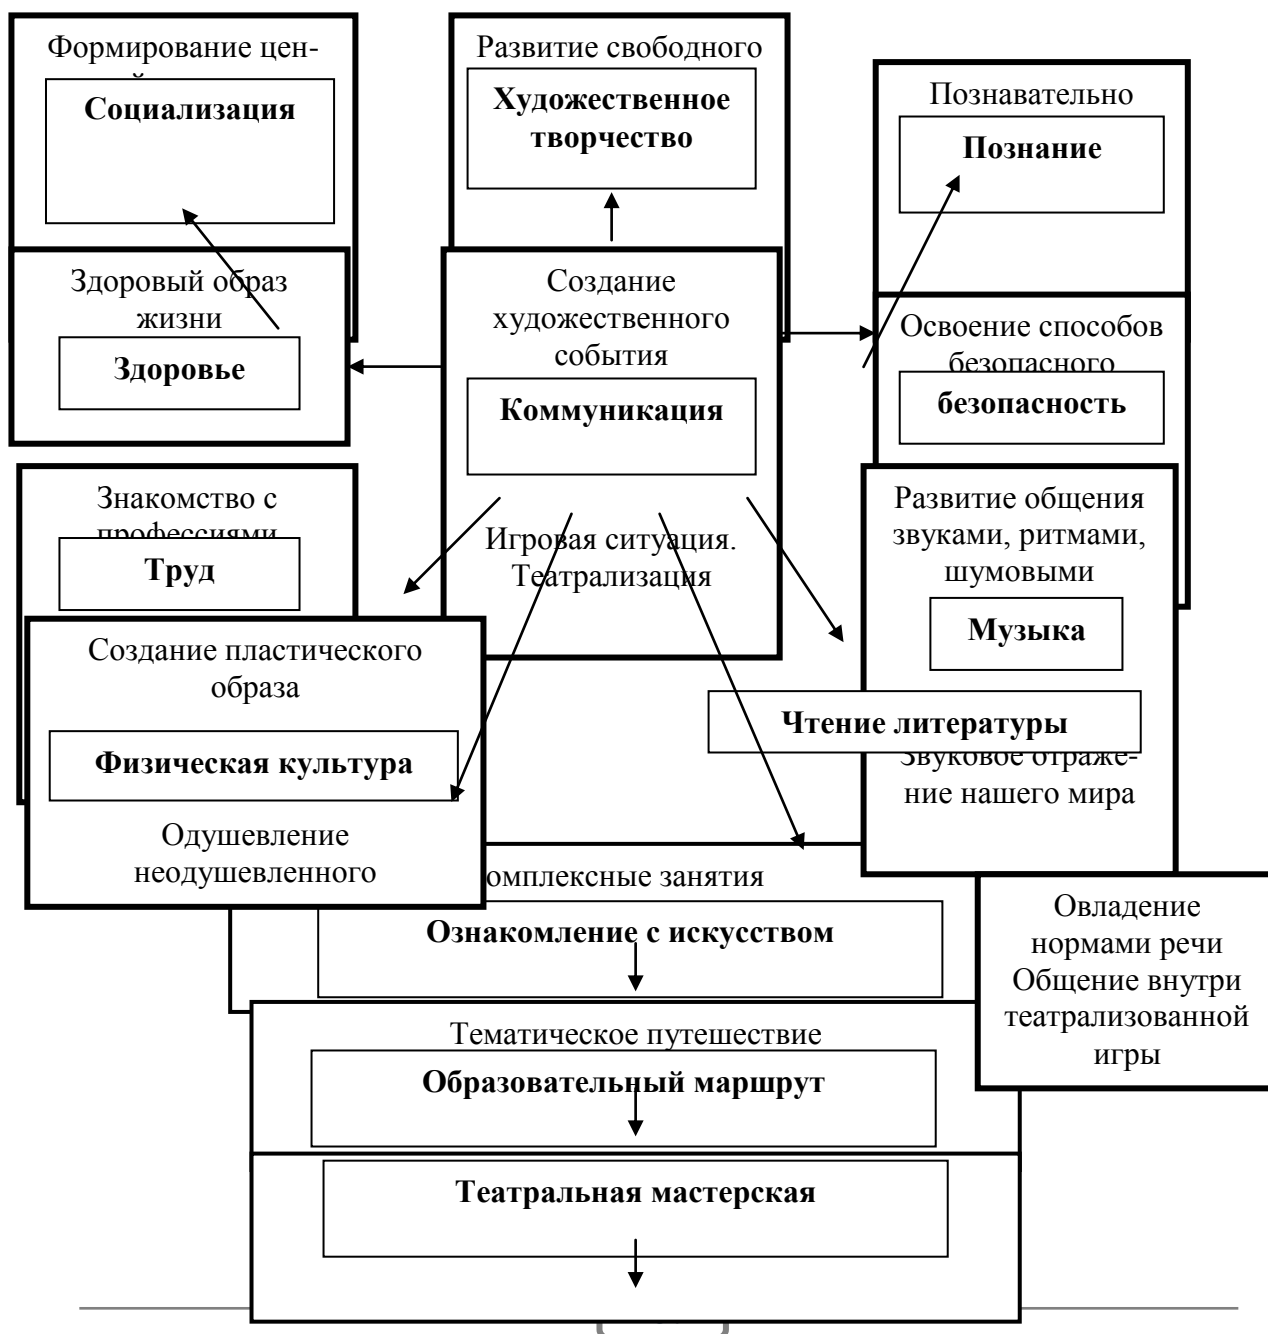 Формирование цен-
Социализация
Развитие свободного
Художественное
творчество
Познавательно
Познание
Здоровый образ
жизни
Здоровье
Создание
художественного
события
Коммуникация
Игровая ситуация.
Театрализация
Освоение способов
безопасного
безопасность
Знакомство с
профессиями
Труд
Развитие общения
звуками, ритмами,
шумовыми
Музыка
Чтение литературы
Звуковое отраже-
ние нашего мира
Создание пластического
образа
Физическая культура
Одушевление
неодушевленного
омплексные занятия
Ознакомление с искусством
Овладение
нормами речи
Общение внутри
театрализованной
игры
Тематическое путешествие
Образовательный маршрут
Театральная мастерская